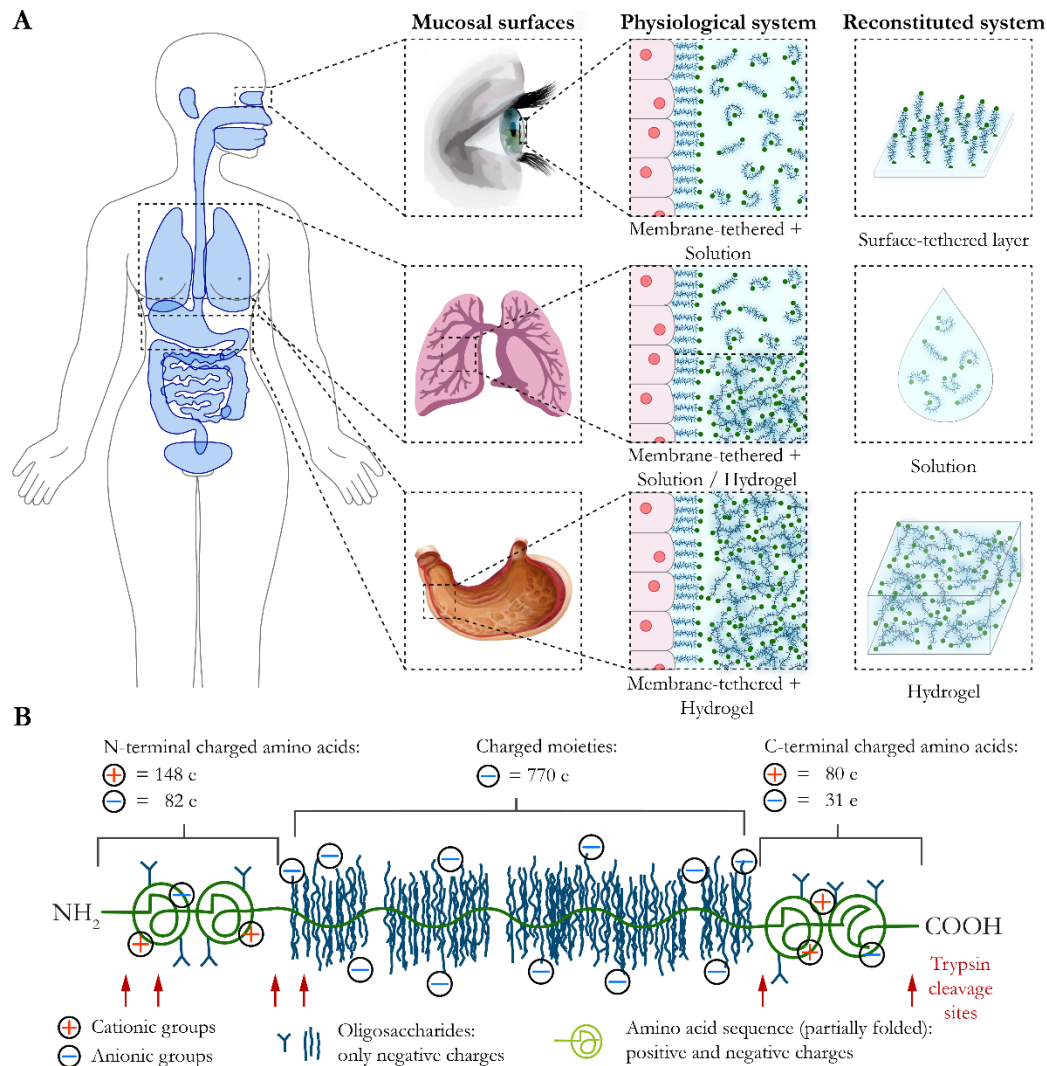 A
Mucosal surfaces
Physiological system
Reconstituted system
Membrane-tethered +
Solution
Surface-tethered layer
Membrane-tethered +
Solution / Hydrogel
Solution
Membrane-tethered +
Hydrogel
Hydrogel
B
N-terminal charged amino acids:
+ = 148 e
− = 82 e
Charged moieties:
− = 770 e
C-terminal charged amino acids:
+ = 80 e
− = 31 e
NH2
COOH
Trypsin
cleavage
sites
+ Cationic groups
− Anionic groups
Oligosaccharides:
only negative charges
Amino acid sequence (partially folded):
positive and negative charges